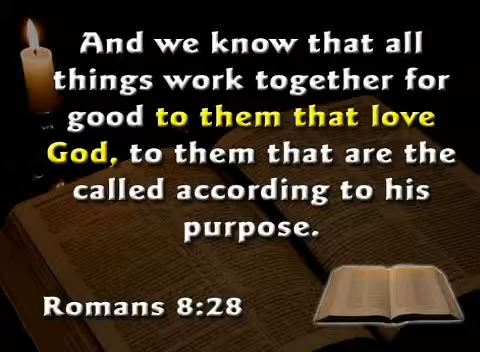 And we know that all
things work together for
good to them that love
God, to them that are the
called according to his
purpose.
Romans 8:28